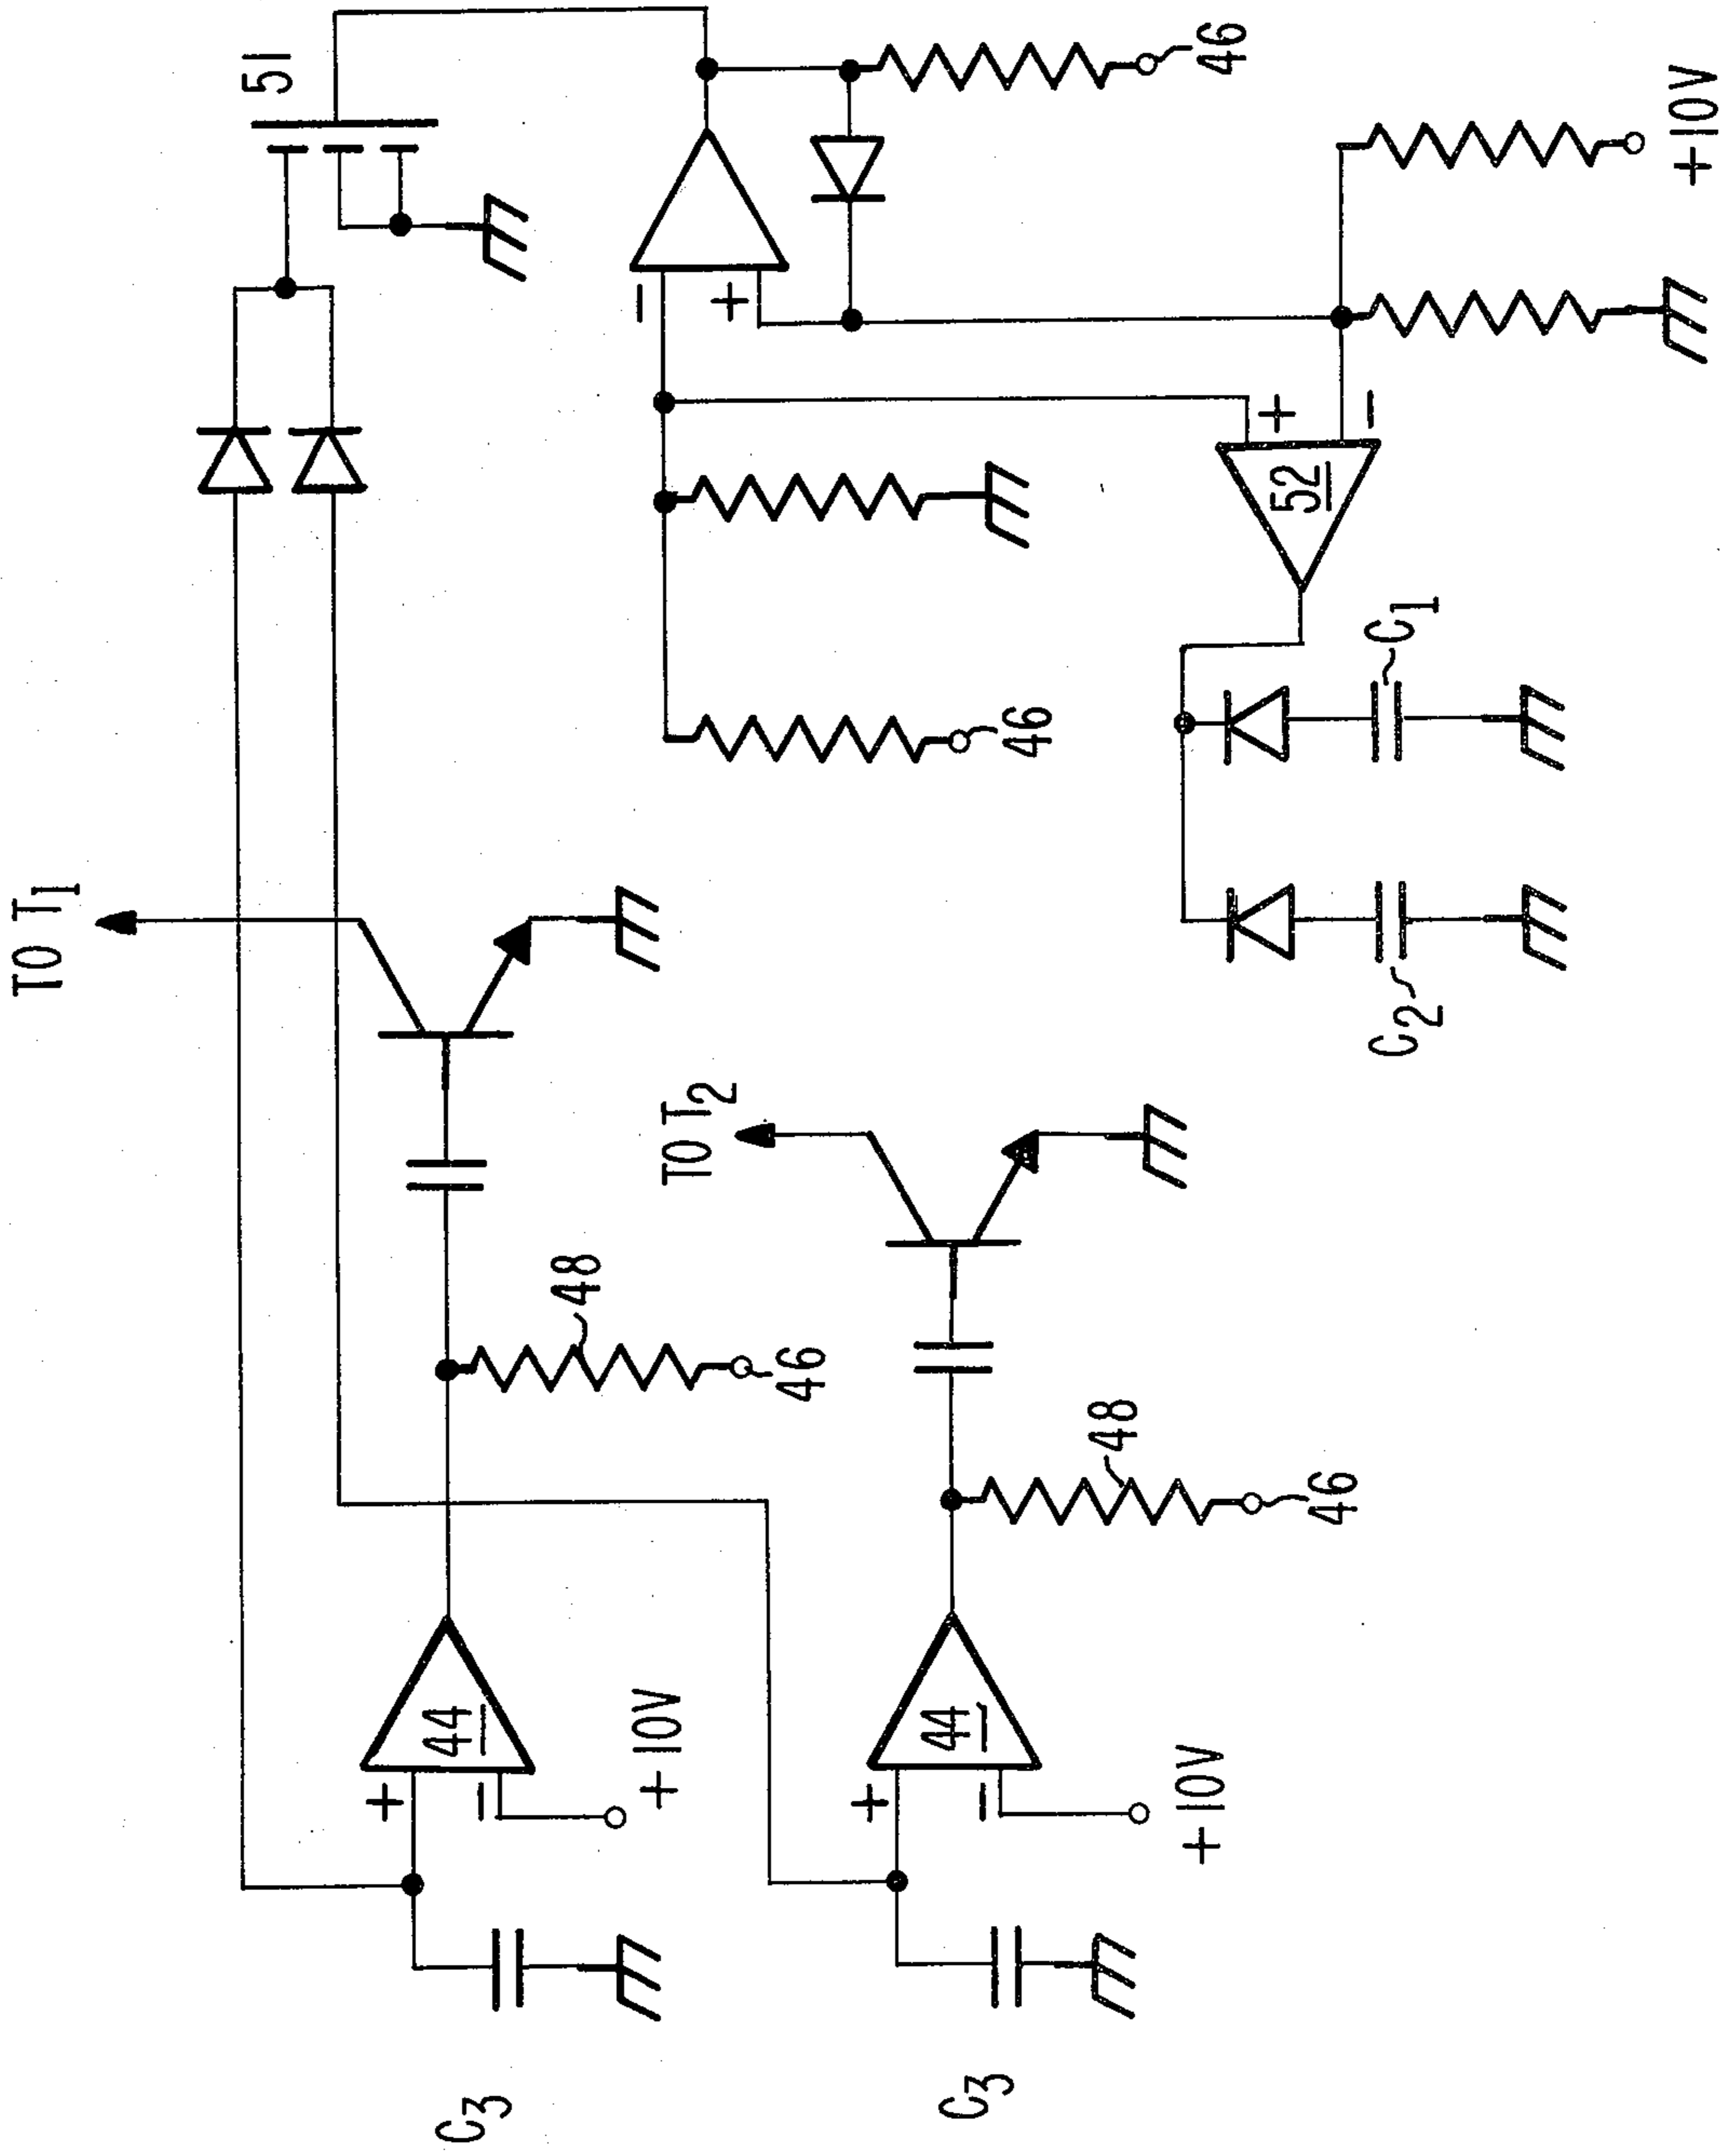 TO T1
51
46
+10V
- +
+ -
52
C1
C2
46
TO T2
48
46
48
46
44
+ -
+10V
44
+ -
+10V
C3
C3